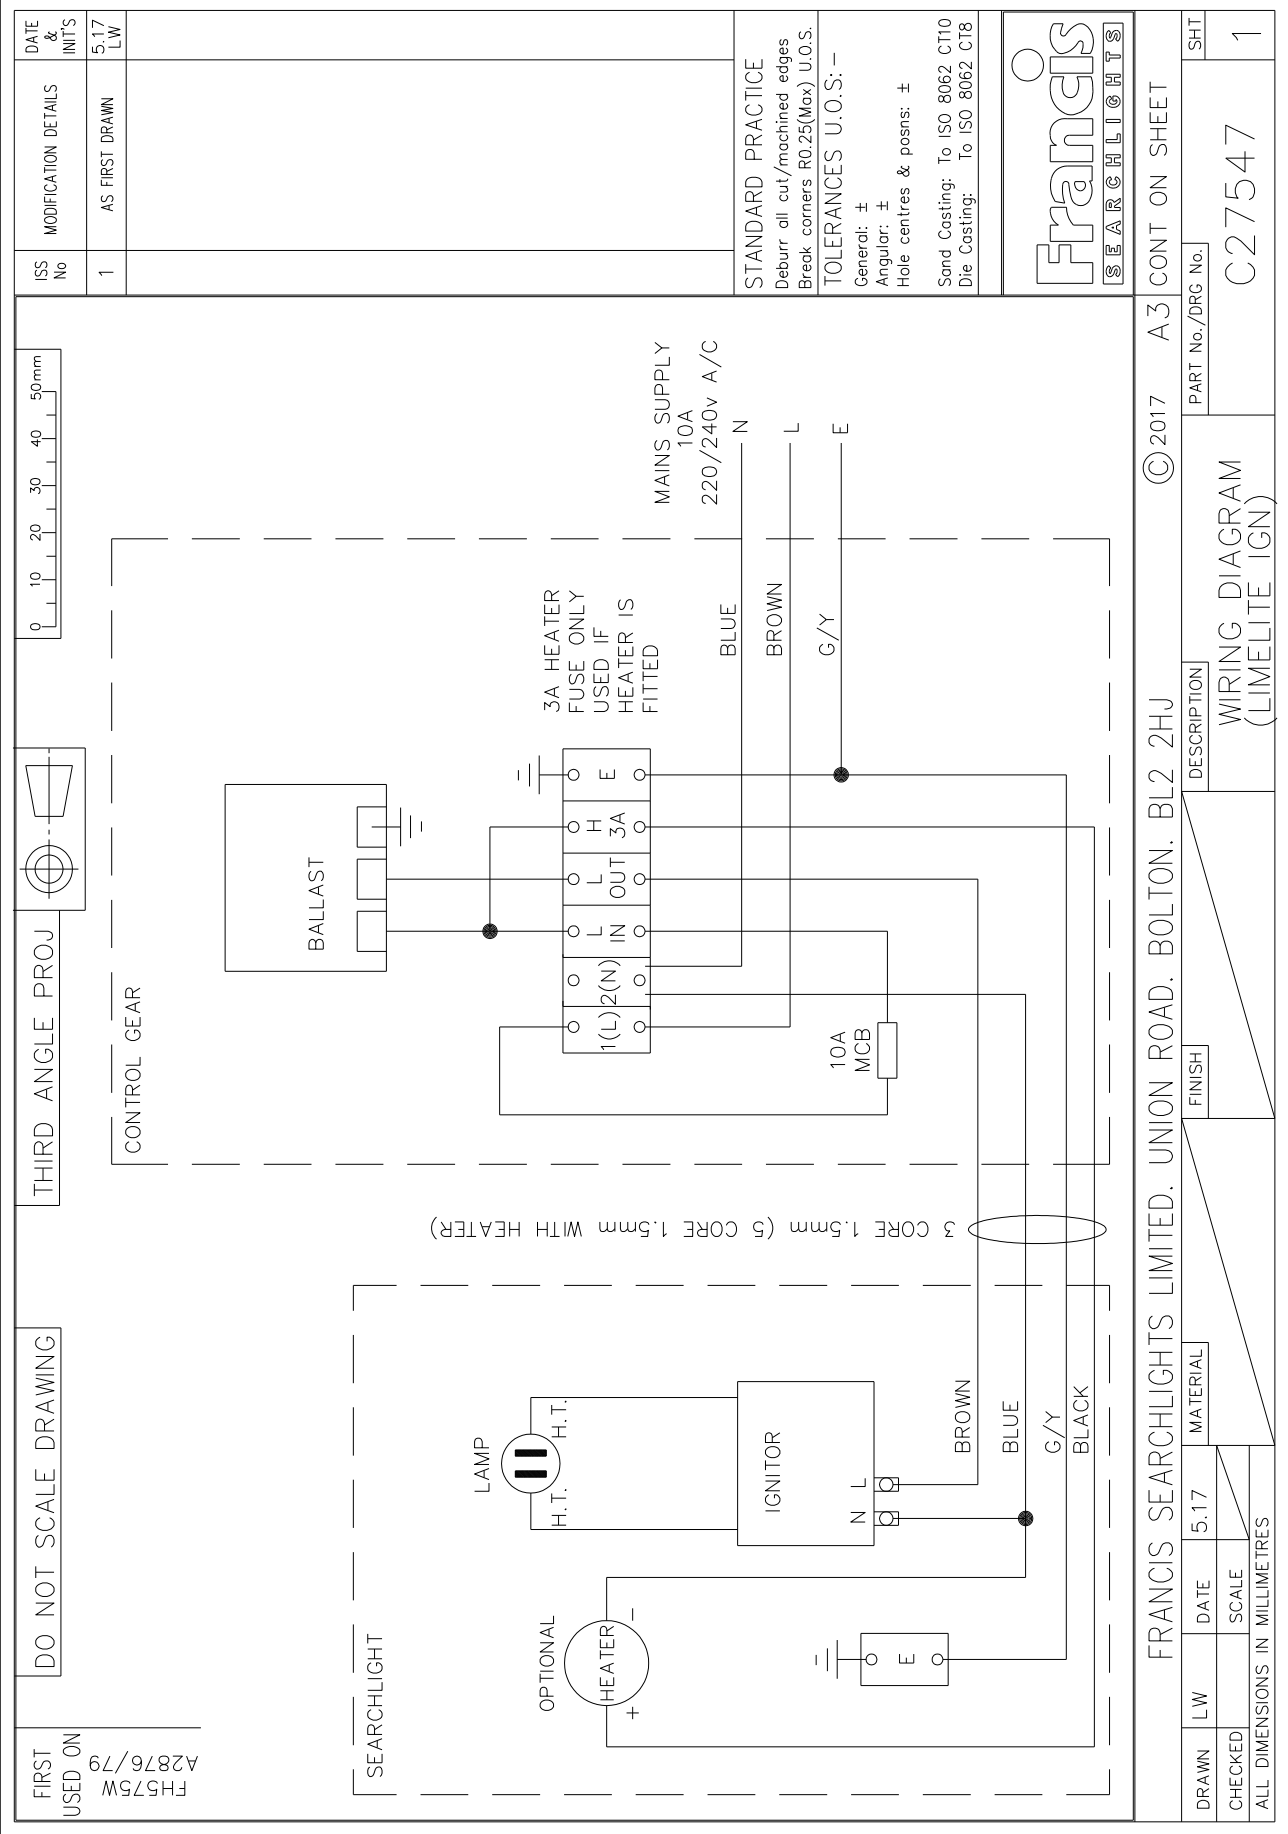 FIRST
USED ON
FH575W
A2876/79
DO NOT SCALE DRAWING
THIRD ANGLE PROJ
0 10 20 30 40 50mm
ISS
No
MODIFICATION DETAILS
DATE
&
INIT'S
1
AS FIRST DRAWN
5.17
LW
CONTROL GEAR
BALLAST
3A HEATER
FUSE ONLY
USED IF
HEATER IS
FITTED
1(L)
2(N)
L
IN
L
OUT
H
3A
E
10A
MCB
BLUE
BROWN
G/Y
MAINS SUPPLY
10A
220/240v A/C
N
L
E
3 CORE 1.5mm (5 CORE 1.5mm WITH HEATER)
SEARCHLIGHT
LAMP
H.T.
H.T.
IGNITOR
N
L
OPTIONAL
HEATER
+
-
E
BROWN
BLUE
G/Y
BLACK
STANDARD PRACTICE
Deburr all cut/machined edges
Break corners R0.25(Max) U.O.S.
TOLERANCES U.O.S: -
General: ±
Angular: ±
Hole centres & posns: ±
Sand Casting: To ISO 8062 CT10
Die Casting: To ISO 8062 CT8
Francis
SEARCHLIGHTS
FRANCIS SEARCHLIGHTS LIMITED. UNION ROAD. BOLTON. BL2 2HJ
©2017
A3
CONT ON SHEET
DRAWN
LW
DATE
5.17
CHECKED
SCALE
ALL DIMENSIONS IN MILLIMETRES
MATERIAL
FINISH
DESCRIPTION
WIRING DIAGRAM
(LIMELITE IGN)
PART No./DRG No.
C27547
SHT
1